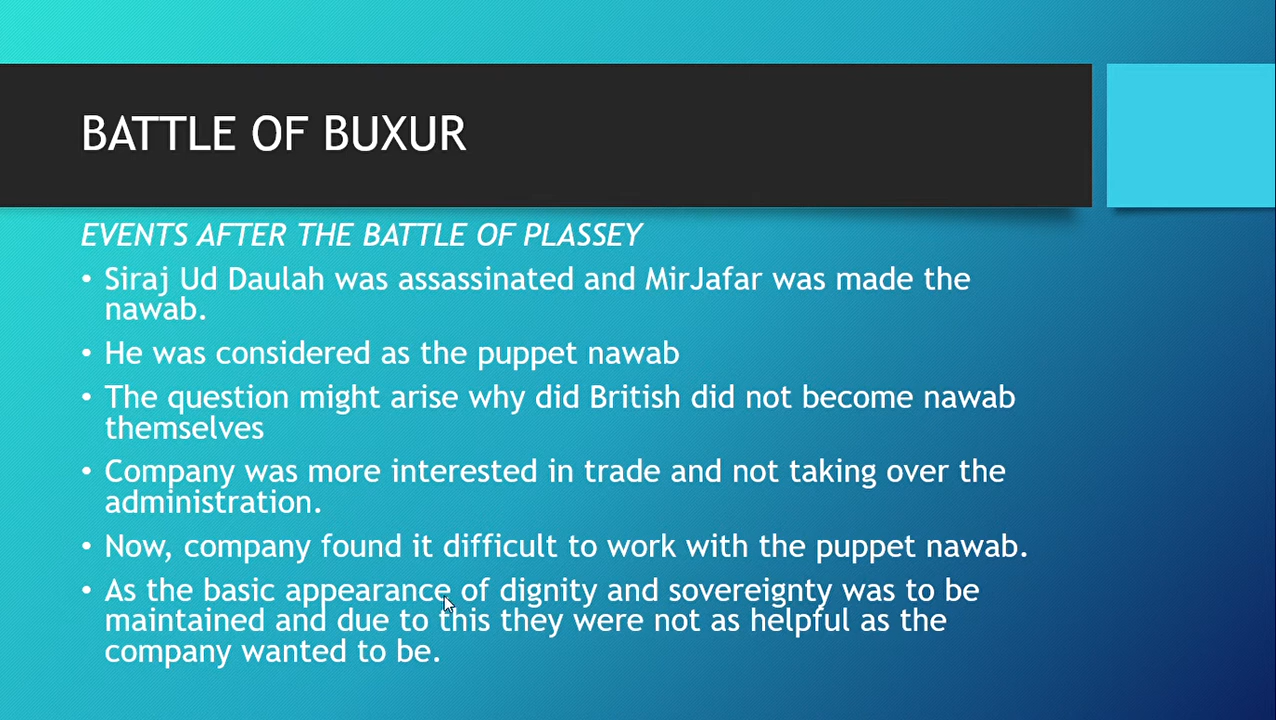 BATTLE OF BUXUR
EVENTS AFTER THE BATTLE OF PLASSEY
• Siraj Ud Daulah was assassinated and MirJafar was made the
nawab.
• He was considered as the puppet nawab
• The question might arise why did British did not become nawab
themselves
• Company was more interested in trade and not taking over the
administration.
• Now, company found it difficult to work with the puppet nawab.
• As the basic appearance of dignity and sovereignty was to be
maintained and due to this they were not as helpful as the
company wanted to be.